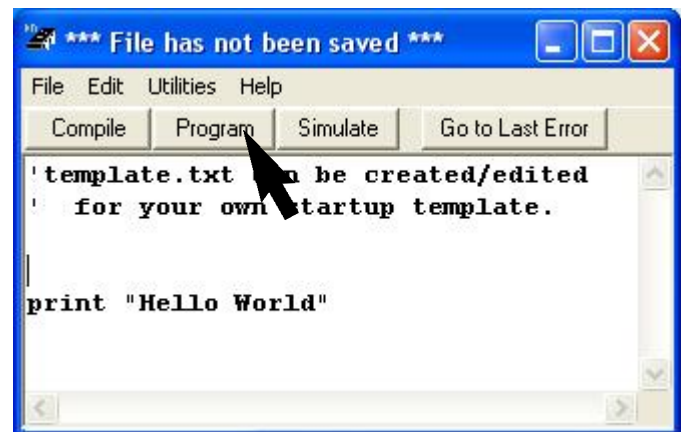 *** File has not been saved ***
File Edit Utilities Help
Compile Program Simulate Go to Last Error
'template.txt be created/edited
' for your own startup template.
print "Hello World"